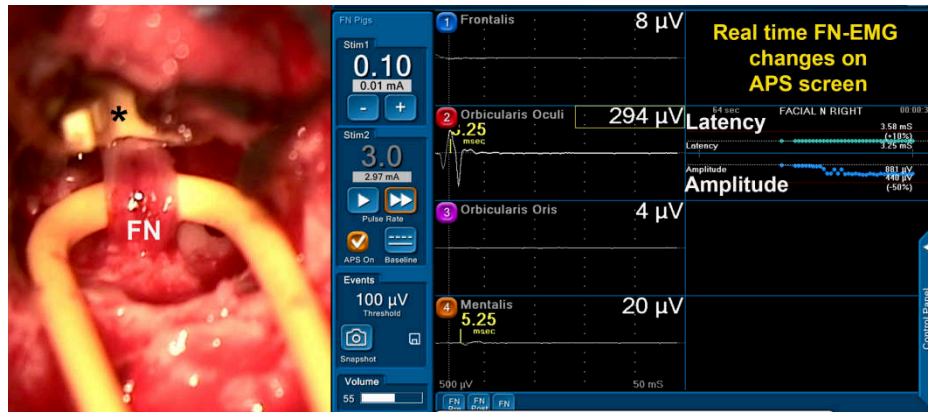 *
FN
FN Pigs
Stim1
0.10
0.01 mA
- +
Stim2
3.0
2.97 mA
Pulse Rate
APS On Baseline
Events
100 µV
Threshold
Snapshot
Volume
55
1 Frontalis 8 µV
2 Orbicularis Oculi 294 µV
3.25
msec
3 Orbicularis Oris 4 µV
4 Mentalis 20 µV
5.25
msec
500 µV 50 mS
FN FN FN
Post
Real time FN-EMG
changes on
APS screen
64 sec FACIAL N RIGHT
Latency
3.58 mS
(+10%)
Latency 3.25 mS
Amplitude 881 µV
Amplitude
440 µV
(-50%)
Control Panel